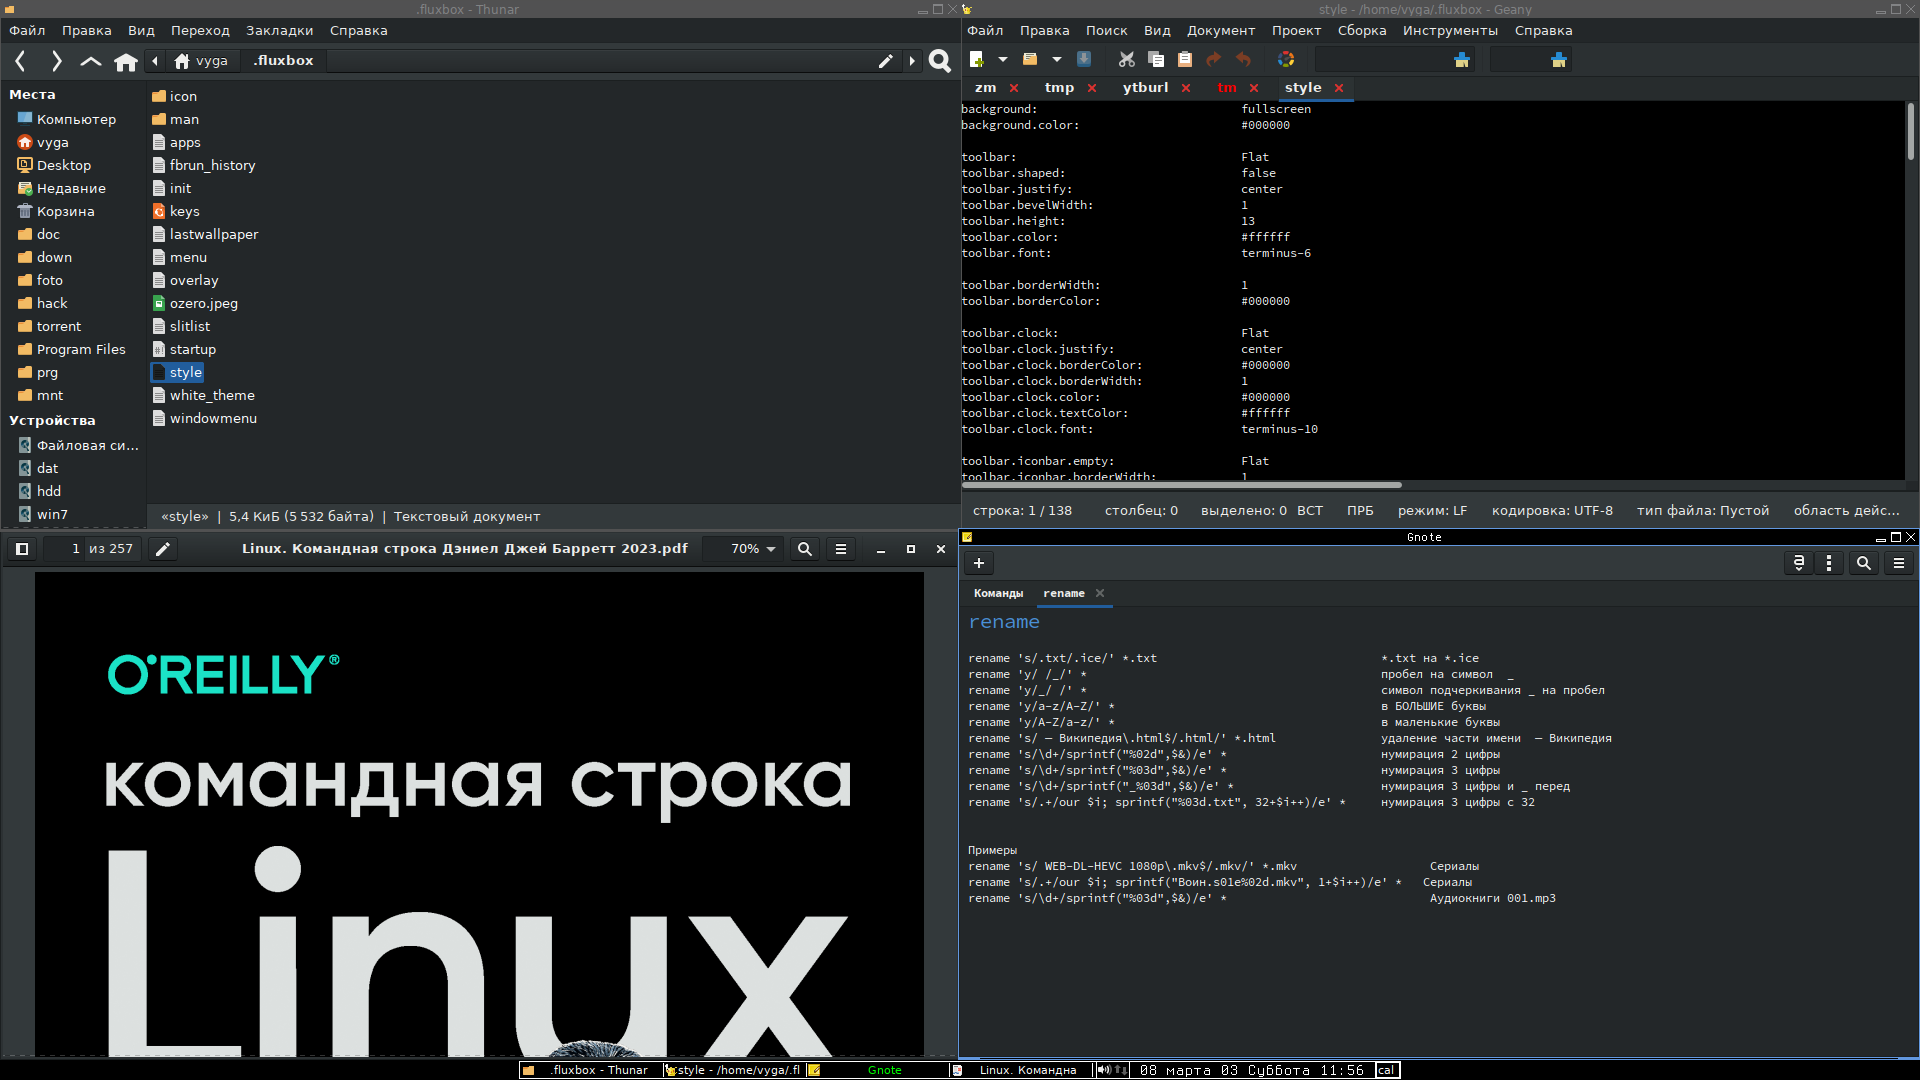 .fluxbox - Thunar
Файл Правка Вид Переход Закладки Справка
vyga .fluxbox
Места
Компьютер
vyga
Desktop
Недавние
Корзина
doc
down
foto
hack
torrent
Program Files
prg
mnt
Устройства
Файловая си...
dat
hdd
win7
icon
man
apps
fbrun_history
init
keys
lastwallpaper
menu
overlay
ozero.jpeg
slitlist
startup
style
white_theme
windowmenu
«style» | 5,4 КиБ (5 532 байта) | Текстовый документ
style - /home/vyga/.fluxbox - Geany
Файл Правка Поиск Вид Документ Проект Сборка Инструменты Справка
zm tmp ytburl tm style
background: fullscreen
background.color: #000000
toolbar: Flat
toolbar.shaped: false
toolbar.justify: center
toolbar.bevelWidth: 1
toolbar.height: 13
toolbar.color: #ffffff
toolbar.font: terminus-6
toolbar.borderWidth: 1
toolbar.borderColor: #000000
toolbar.clock: Flat
toolbar.clock.justify: center
toolbar.clock.borderColor: #000000
toolbar.clock.borderWidth: 1
toolbar.clock.color: #000000
toolbar.clock.textColor: #ffffff
toolbar.clock.font: terminus-10
toolbar.iconbar.empty: Flat
toolbar.iconbar.borderWidth: 1
строка: 1 / 138 столбец: 0 выделено: 0 ВСТ ПРБ режим: LF кодировка: UTF-8 тип файла: Пустой область дейс...
1 из 257 Linux. Командная строка Дэниел Джей Барретт 2023.pdf 70%
O'REILLY®
командная строка
Linux
Gnote
Команды rename
rename
rename 's/.txt/.ice/' *.txt *.txt на *.ice
rename 'y/ /_/' * пробел на символ _
rename 'y/_/ /' * символ подчеркивания _ на пробел
rename 'y/a-z/A-Z/' * в БОЛЬШИЕ буквы
rename 'y/A-Z/a-z/' * в маленькие буквы
rename 's/ — Википедия\.html$/.html/' *.html удаление части имени — Википедия
rename 's/\d+/sprintf("%02d",$&)/e' * нумирация 2 цифры
rename 's/\d+/sprintf("%03d",$&)/e' * нумирация 3 цифры
rename 's/\d+/sprintf("_%03d",$&)/e' * нумирация 3 цифры и _ перед
rename 's/.+/our $i; sprintf("%03d.txt", 32+$i++)/e' * нумирация 3 цифры с 32
Примеры
rename 's/ WEB-DL-HEVC 1080p\.mkv$/.mkv/' *.mkv Сериалы
rename 's/.+/our $i; sprintf("Воин.s01e%02d.mkv", 1+$i++)/e' * Сериалы
rename 's/\d+/sprintf("%03d",$&)/e' * Аудиокниги 001.mp3
.fluxbox - Thunar style - /home/vyga/.fl Gnote Linux. Командна 08 марта 03 Суббота 11:56 cal